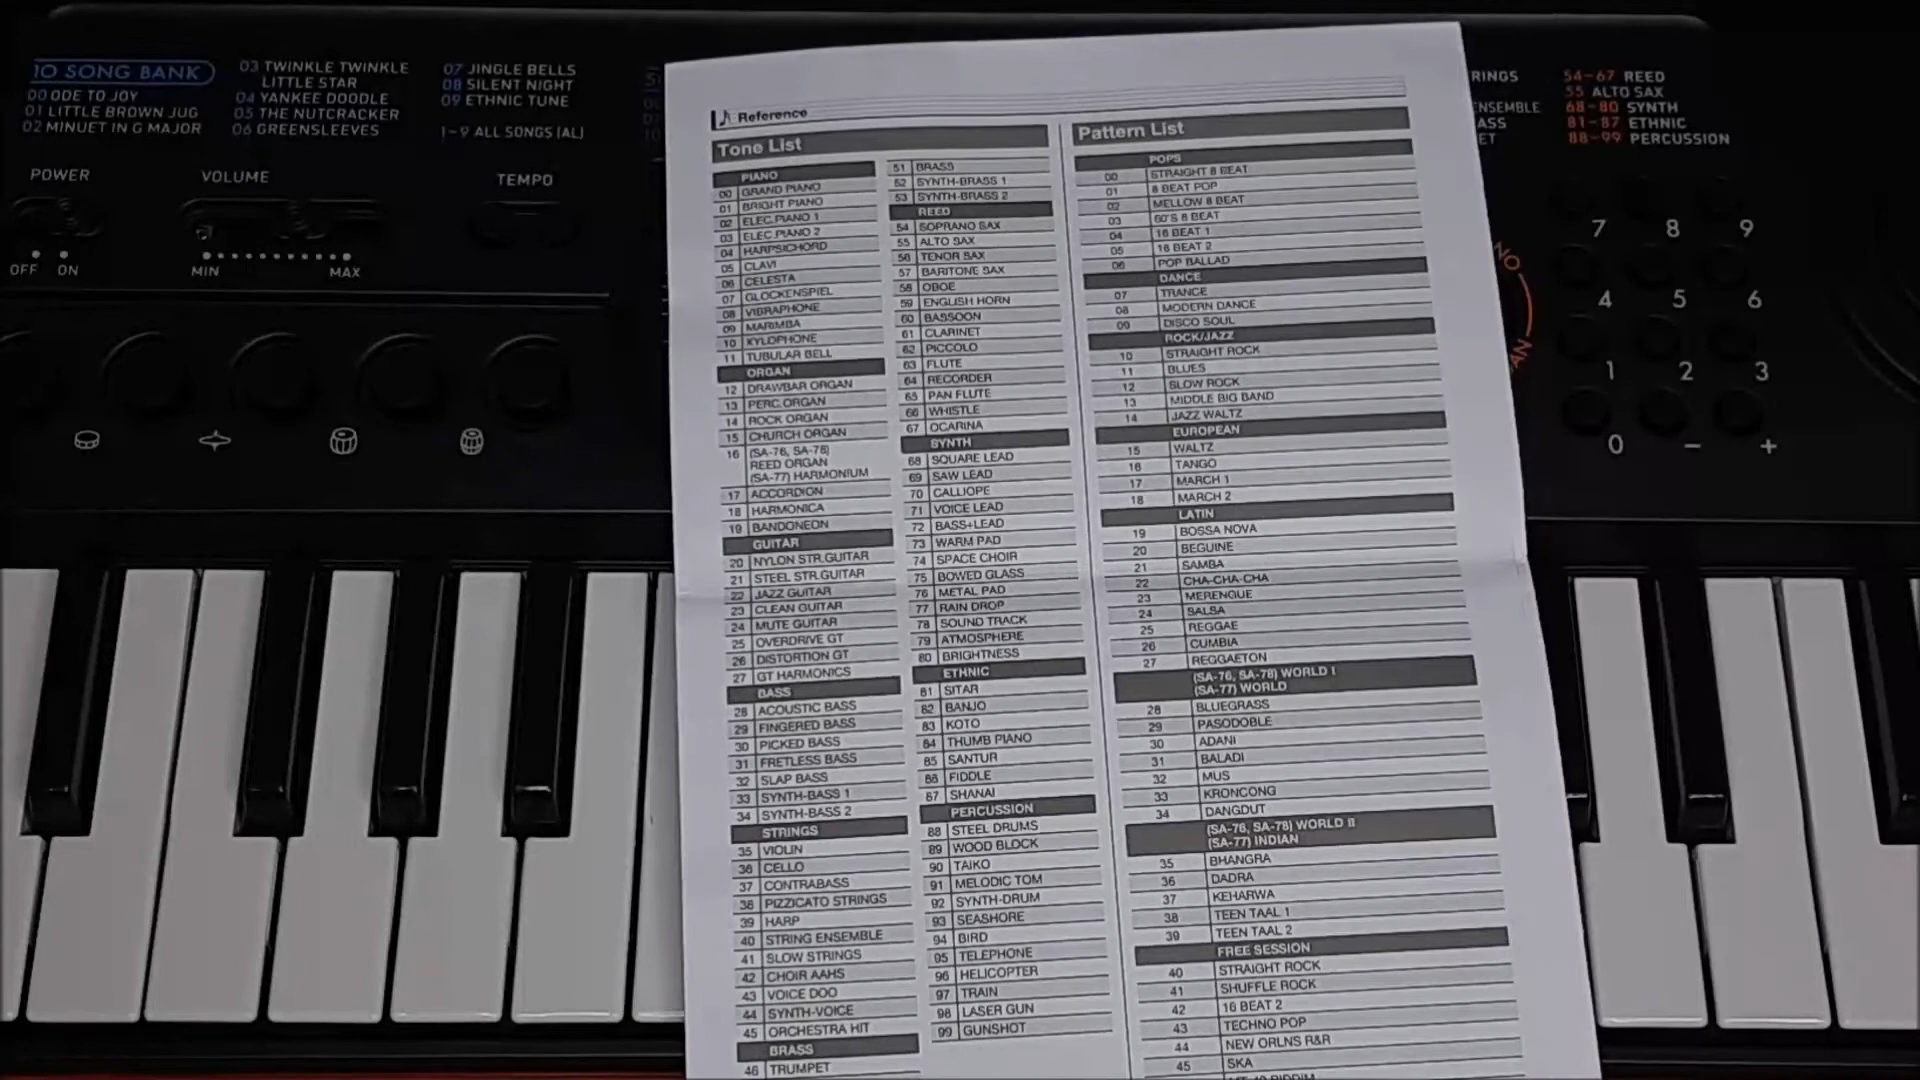 10 SONG BANK
00 ODE TO JOY
01 LITTLE BROWN JUG
02 MINUET IN G MAJOR
03 TWINKLE TWINKLE
LITTLE STAR
04 YANKEE DOODLE
05 THE NUTCRACKER
06 GREENSLEEVES
07 JINGLE BELLS
08 SILENT NIGHT
09 ETHNIC TUNE
1-9 ALL SONGS (AL)
POWER
OFF ON
VOLUME
MIN MAX
TEMPO
Reference
Tone List
PIANO
00 GRAND PIANO
01 BRIGHT PIANO
02 ELEC.PIANO 1
03 ELEC.PIANO 2
04 HARPSICHORD
05 CLAVI
06 CELESTA
07 GLOCKENSPIEL
08 VIBRAPHONE
09 MARIMBA
10 XYLOPHONE
11 TUBULAR BELL
ORGAN
12 DRAWBAR ORGAN
13 PERC.ORGAN
14 ROCK ORGAN
15 CHURCH ORGAN
16 (SA-76, SA-78)
REED ORGAN
(SA-77) HARMONIUM
17 ACCORDION
18 HARMONICA
19 BANDONEON
GUITAR
20 NYLON STR.GUITAR
21 STEEL STR.GUITAR
22 JAZZ GUITAR
23 CLEAN GUITAR
24 MUTE GUITAR
25 OVERDRIVE GT
26 DISTORTION GT
27 GT HARMONICS
BASS
28 ACOUSTIC BASS
29 FINGERED BASS
30 PICKED BASS
31 FRETLESS BASS
32 SLAP BASS
33 SYNTH-BASS 1
34 SYNTH-BASS 2
STRINGS
35 VIOLIN
36 CELLO
37 CONTRABASS
38 PIZZICATO STRINGS
39 HARP
40 STRING ENSEMBLE
41 SLOW STRINGS
42 CHOIR AAHS
43 VOICE DOO
44 SYNTH-VOICE
45 ORCHESTRA HIT
BRASS
46 TRUMPET
51 BRASS
52 SYNTH-BRASS 1
53 SYNTH-BRASS 2
REED
54 SOPRANO SAX
55 ALTO SAX
56 TENOR SAX
57 BARITONE SAX
58 OBOE
59 ENGLISH HORN
60 BASSOON
61 CLARINET
62 PICCOLO
63 FLUTE
64 RECORDER
65 PAN FLUTE
66 WHISTLE
67 OCARINA
SYNTH
68 SQUARE LEAD
69 SAW LEAD
70 CALLIOPE
71 VOICE LEAD
72 BASS+LEAD
73 WARM PAD
74 SPACE CHOIR
75 BOWED GLASS
76 METAL PAD
77 RAIN DROP
78 SOUND TRACK
79 ATMOSPHERE
80 BRIGHTNESS
ETHNIC
81 SITAR
82 BANJO
83 KOTO
84 THUMB PIANO
85 SANTUR
86 FIDDLE
87 SHANAI
PERCUSSION
88 STEEL DRUMS
89 WOOD BLOCK
90 TAIKO
91 MELODIC TOM
92 SYNTH-DRUM
93 SEASHORE
94 BIRD
95 TELEPHONE
96 HELICOPTER
97 TRAIN
98 LASER GUN
99 GUNSHOT
Pattern List
POPS
00 STRAIGHT 8 BEAT
01 8 BEAT POP
02 MELLOW 8 BEAT
03 60'S 8 BEAT
04 16 BEAT 1
05 16 BEAT 2
06 POP BALLAD
DANCE
07 TRANCE
08 MODERN DANCE
09 DISCO SOUL
ROCK/JAZZ
10 STRAIGHT ROCK
11 BLUES
12 SLOW ROCK
13 MIDDLE BIG BAND
14 JAZZ WALTZ
EUROPEAN
15 WALTZ
16 TANGO
17 MARCH 1
18 MARCH 2
LATIN
19 BOSSA NOVA
20 BEGUINE
21 SAMBA
22 CHA-CHA-CHA
23 MERENGUE
24 SALSA
25 REGGAE
26 CUMBIA
27 REGGAETON
(SA-76, SA-78) WORLD I
(SA-77) WORLD
28 BLUEGRASS
29 PASODOBLE
30 ADANI
31 BALADI
32 MUS
33 KRONCONG
34 DANGDUT
(SA-76, SA-78) WORLD II
(SA-77) INDIAN
35 BHANGRA
36 DADRA
37 KEHARWA
38 TEEN TAAL 1
39 TEEN TAAL 2
FREE SESSION
40 STRAIGHT ROCK
41 SHUFFLE ROCK
42 16 BEAT 2
43 TECHNO POP
44 NEW ORLNS R&R
45 SKA
RINGS
NSEMBLE
ASS
ET
54-67 REED
55 ALTO SAX
68-80 SYNTH
81-87 ETHNIC
88-99 PERCUSSION
NO
AN
7 8 9
4 5 6
1 2 3
0 − +